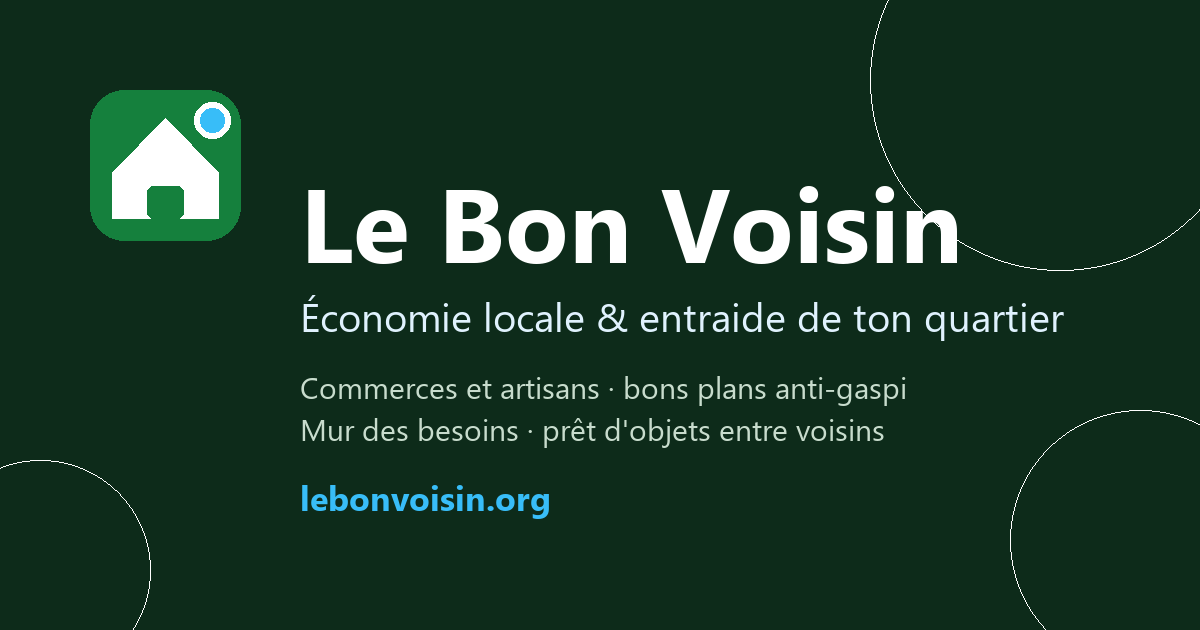 Le Bon Voisin
Économie locale & entraide de ton quartier
Commerces et artisans · bons plans anti-gaspi
Mur des besoins · prêt d'objets entre voisins
lebonvoisin.org